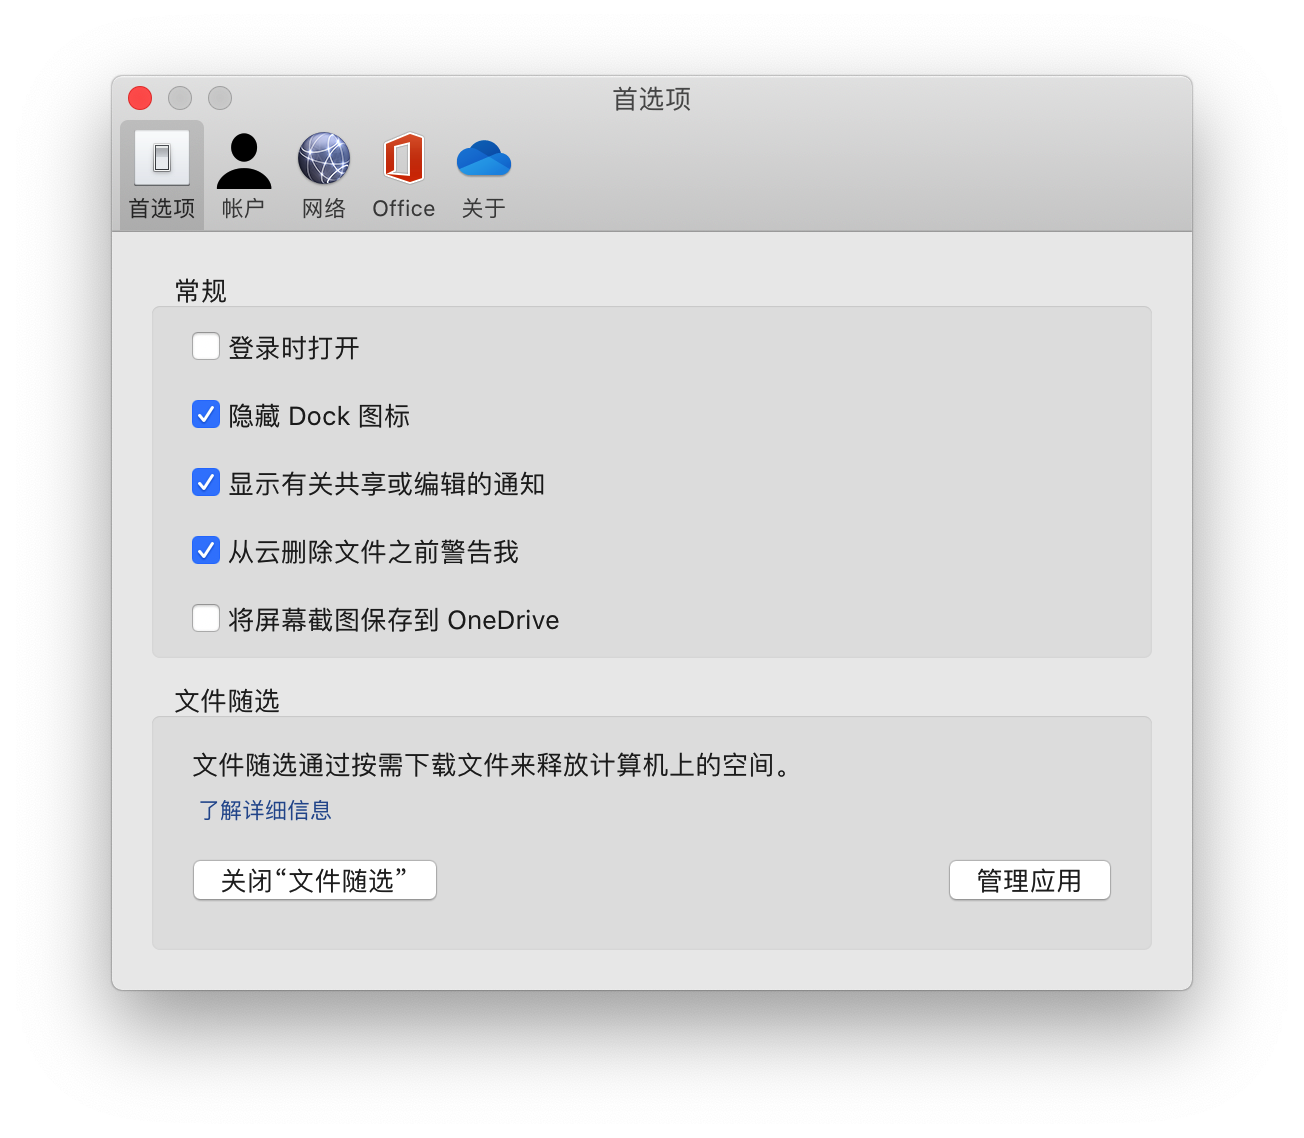 首选项
首选项
帐户
网络
Office
关于
常规
登录时打开
隐藏 Dock 图标
显示有关共享或编辑的通知
从云删除文件之前警告我
将屏幕截图保存到 OneDrive
文件随选
文件随选通过按需下载文件来释放计算机上的空间。
了解详细信息
关闭“文件随选”
管理应用